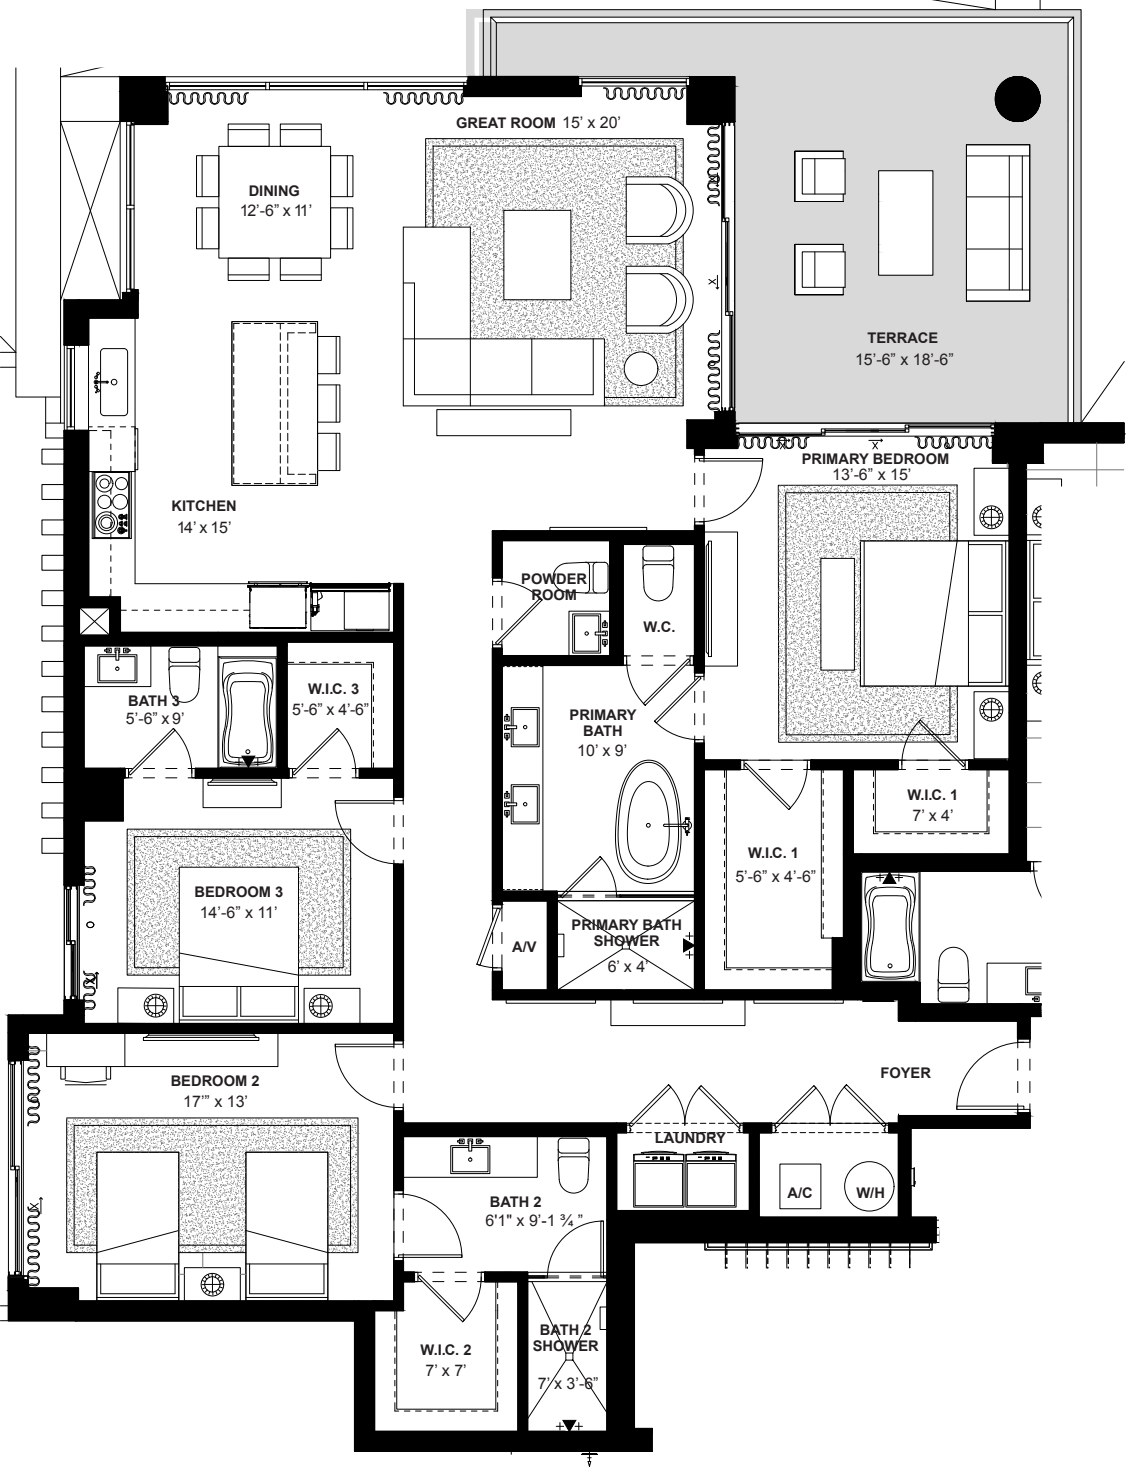 GREAT ROOM 15’ x 20’
DINING
12’-6” x 11’
TERRACE
15’-6” x 18’-6”
PRIMARY BEDROOM
13’-6” x 15’
KITCHEN
14’ x 15’
POWDER
ROOM
W.C.
W.I.C. 3
5’-6” x 4’-6”
BATH 3
5’-6” x 9’
PRIMARY
BATH
10’ x 9’
W.I.C. 1
7’ x 4’
W.I.C. 1
5’-6” x 4’-6”
BEDROOM 3
14’-6” x 11’
A/V
PRIMARY BATH
SHOWER
6’ x 4’
FOYER
BEDROOM 2
17’” x 13’
LAUNDRY
A/C
W/H
BATH 2
6'1" x 9'-1 ¾ ”
W.I.C. 2
7’ x 7’
BATH 2
SHOWER
7’ x 3’-6”